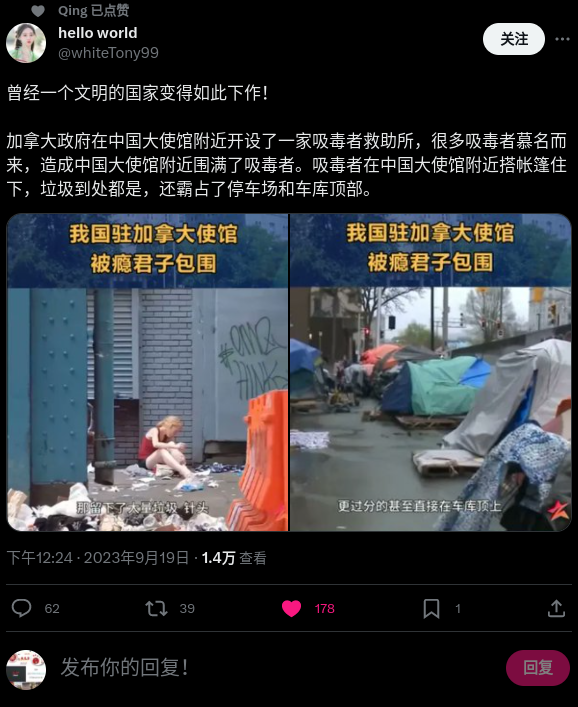 Qing 已点赞
hello world
@whiteTony99
关注
曾经一个文明的国家变得如此下作！
加拿大政府在中国大使馆附近开设了一家吸毒者救助所，很多吸毒者慕名而
来，造成中国大使馆附近围满了吸毒者。吸毒者在中国大使馆附近搭帐篷住
下，垃圾到处都是，还霸占了停车场和车库顶部。
我国驻加拿大使馆
被瘾君子包围
那留下了大量垃圾 针头
我国驻加拿大使馆
被瘾君子包围
更过分的甚至直接在车库顶上
下午12:24 · 2023年9月19日 · 1.4万 查看
62
39
178
1
发布你的回复！
回复